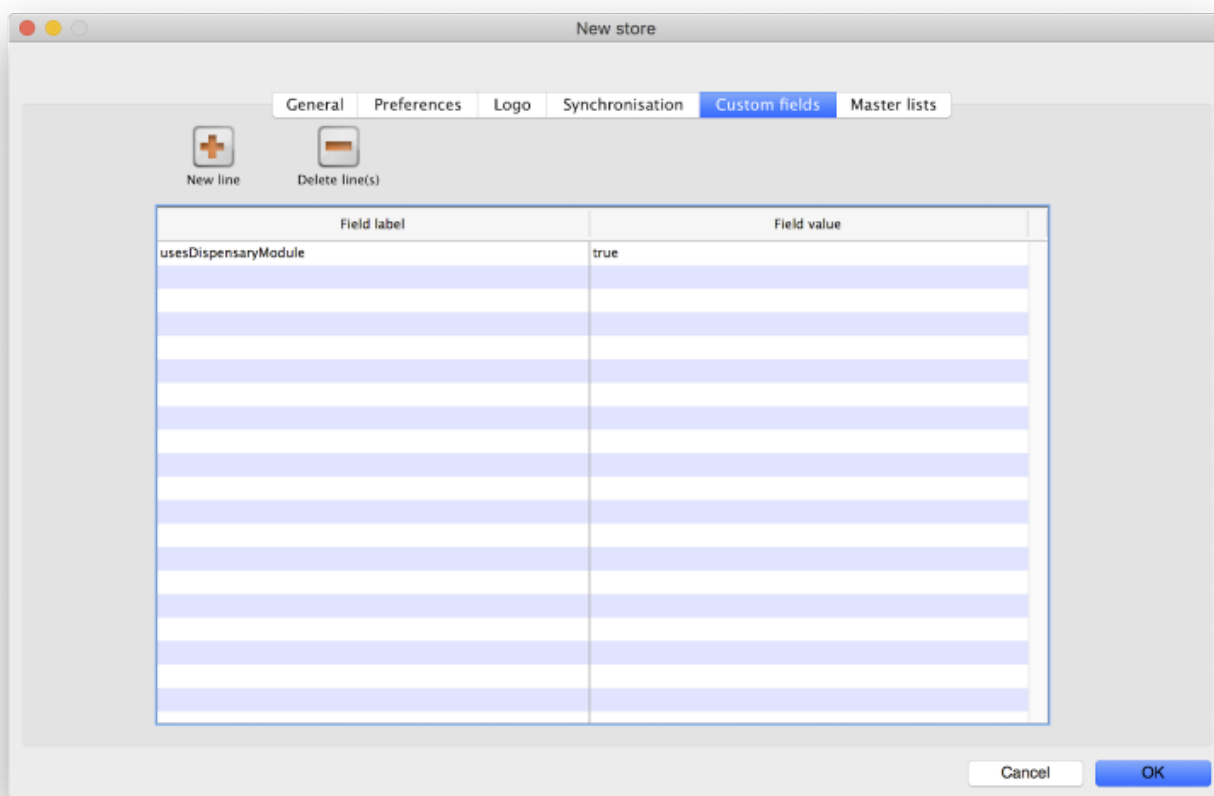 New store
General Preferences Logo Synchronisation Custom fields Master lists
New line Delete line(s)
Field label Field value
usesDispensaryModule true
Cancel OK